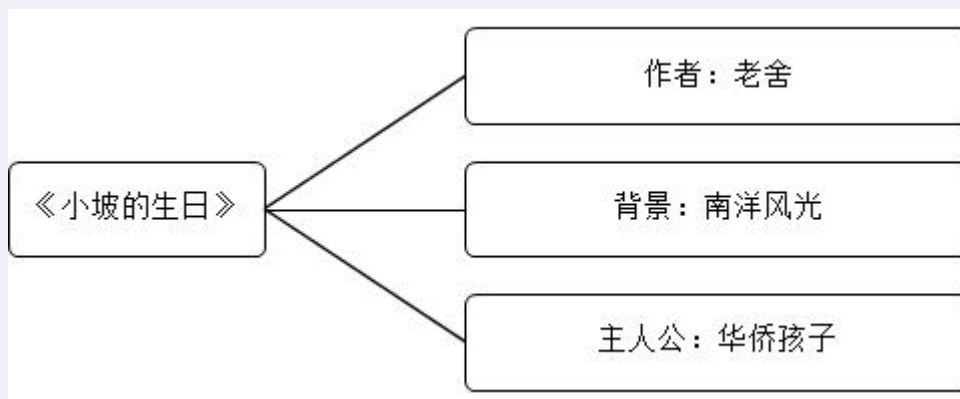 作者：老舍
《小坡的生日》
背景：南洋风光
主人公：华侨孩子